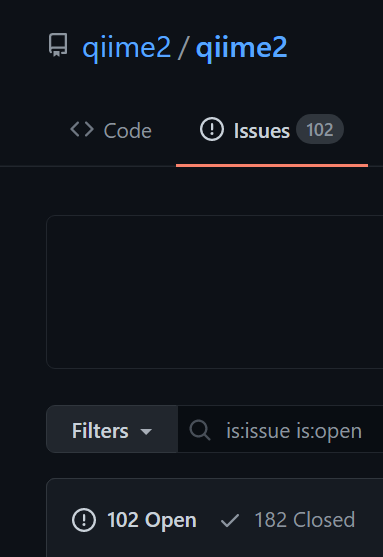 qiime2 / qiime2
Code Issues 102
Filters is:issue is:open
102 Open 182 Closed